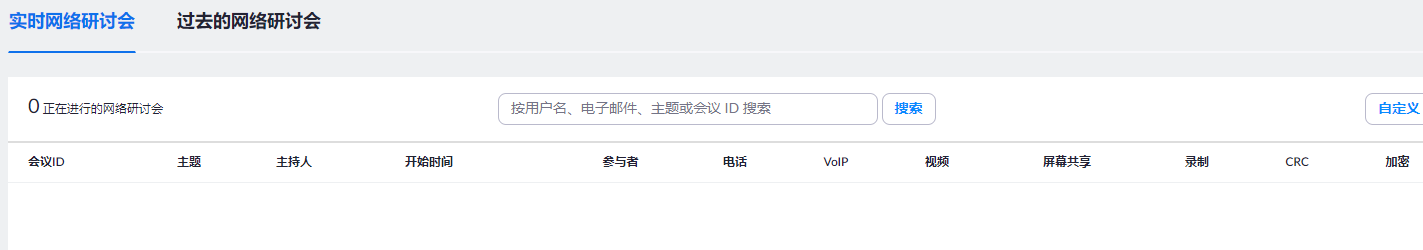 实时网络研讨会 过去的网络研讨会
0 正在进行的网络研讨会 按用户名、电子邮件、主题或会议 ID 搜索 搜索 自定义
会议ID 主题 主持人 开始时间 参与者 电话 VoIP 视频 屏幕共享 录制 CRC 加密